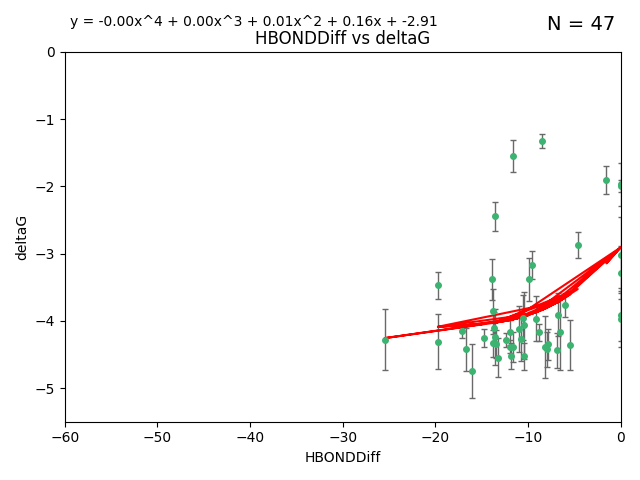 y = -0.00x^4 + 0.00x^3 + 0.01x^2 + 0.16x + -2.91
N = 47
HBONDDiff vs deltaG
0
−1
−2
−3
−4
−5
deltaG
−60
−50
−40
−30
−20
−10
0
HBONDDiff